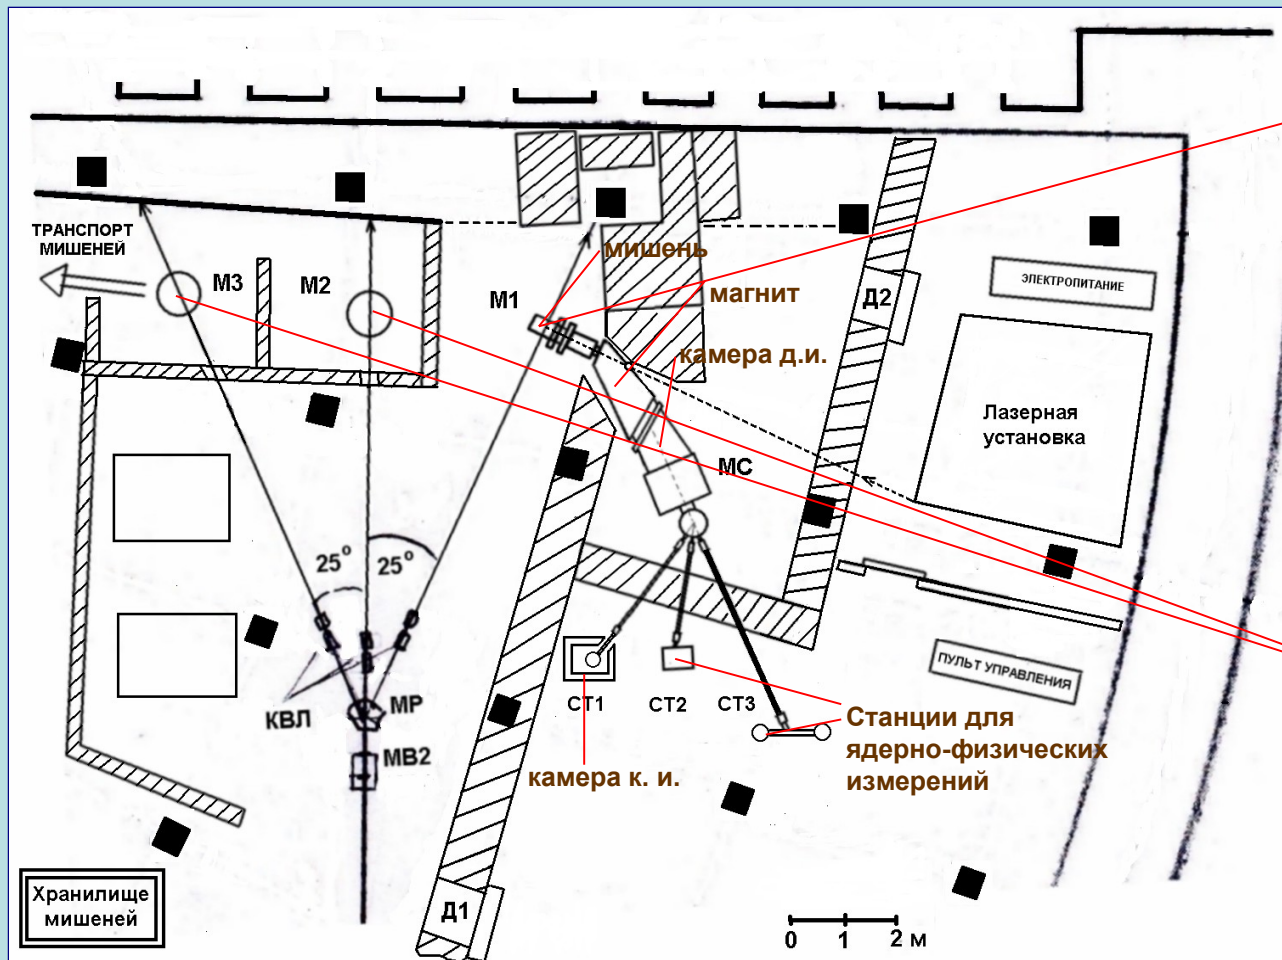 ТРАНСПОРТ
МИШЕНЕЙ
М3
М2
М1
мишень
магнит
камера д.и.
Д2
ЭЛЕКТРОПИТАНИЕ
Лазерная
установка
МС
25°
25°
КВЛ
МР
МВ2
СТ1
СТ2
СТ3
ПУЛЬТ УПРАВЛЕНИЯ
камера к. и.
Станции для
ядерно-физических
измерений
Хранилище
мишеней
Д1
0 1 2 м